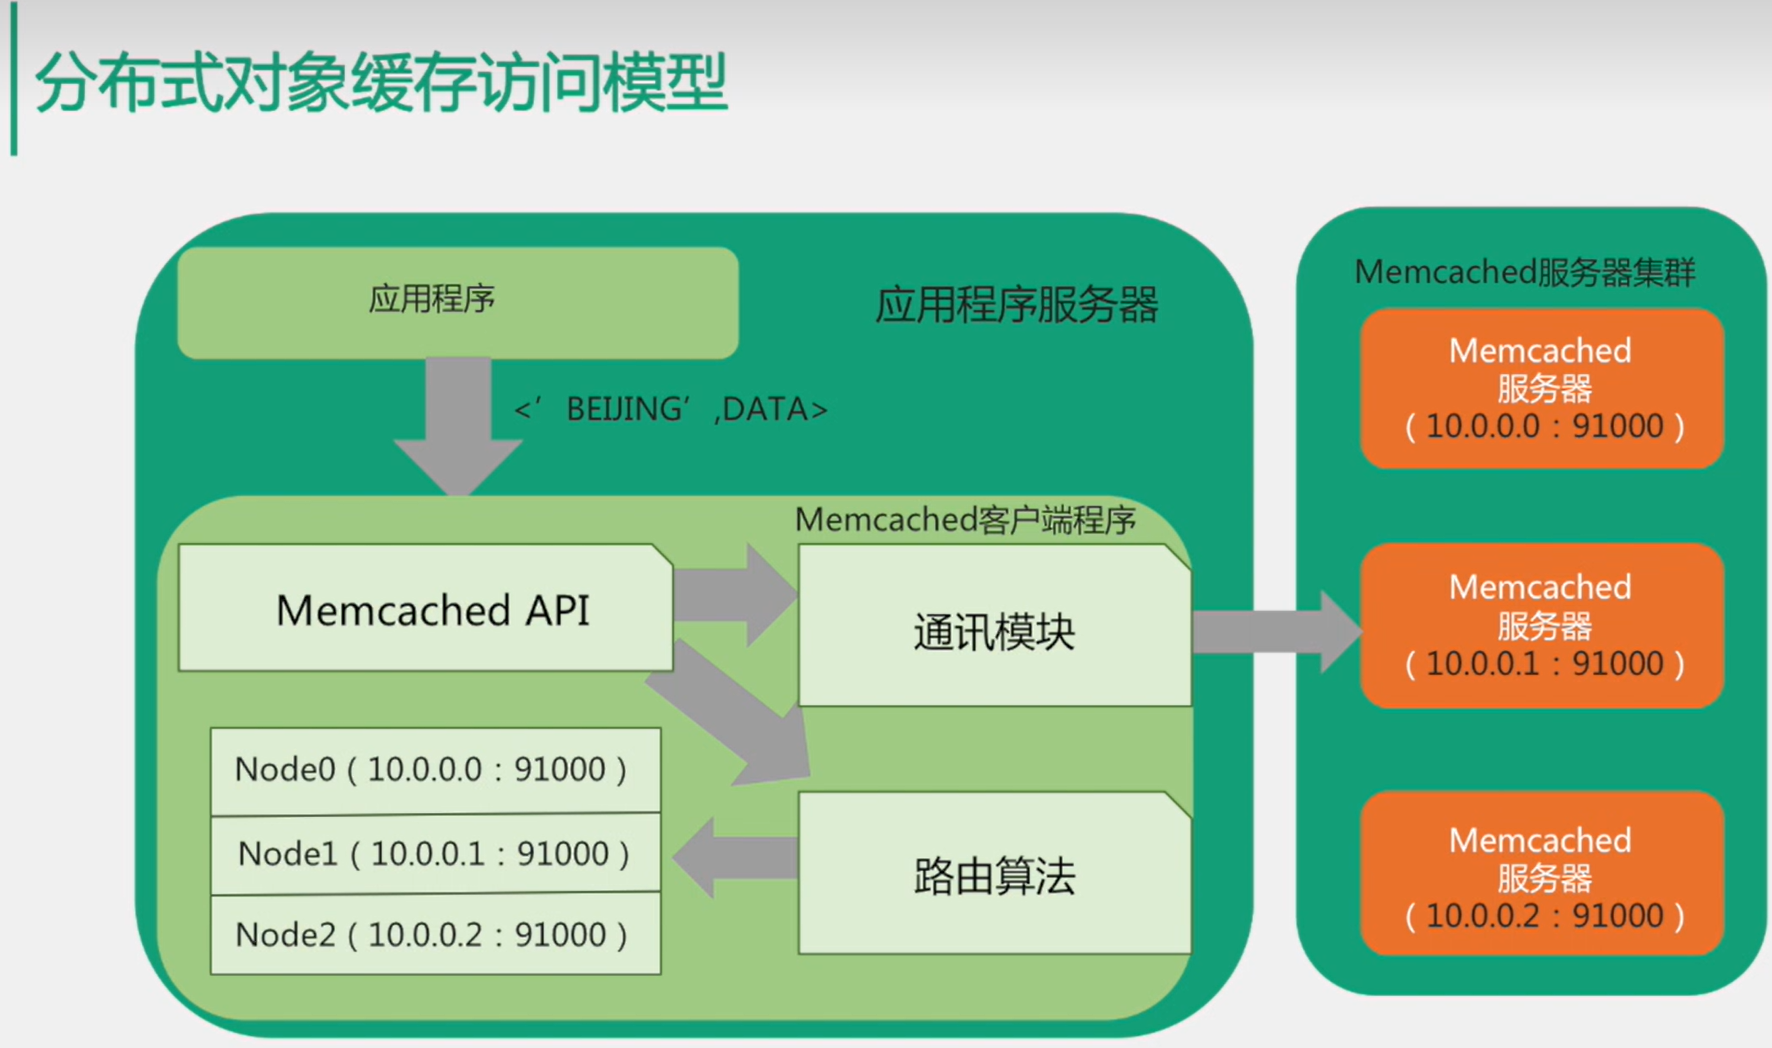 分布式对象缓存访问模型
应用程序
应用程序服务器
<’BEIJING’,DATA>
Memcached客户端程序
Memcached API
通讯模块
Node0（10.0.0.0：91000）
Node1（10.0.0.1：91000）
Node2（10.0.0.2：91000）
路由算法
Memcached服务器集群
Memcached
服务器
（10.0.0.0：91000）
Memcached
服务器
（10.0.0.1：91000）
Memcached
服务器
（10.0.0.2：91000）